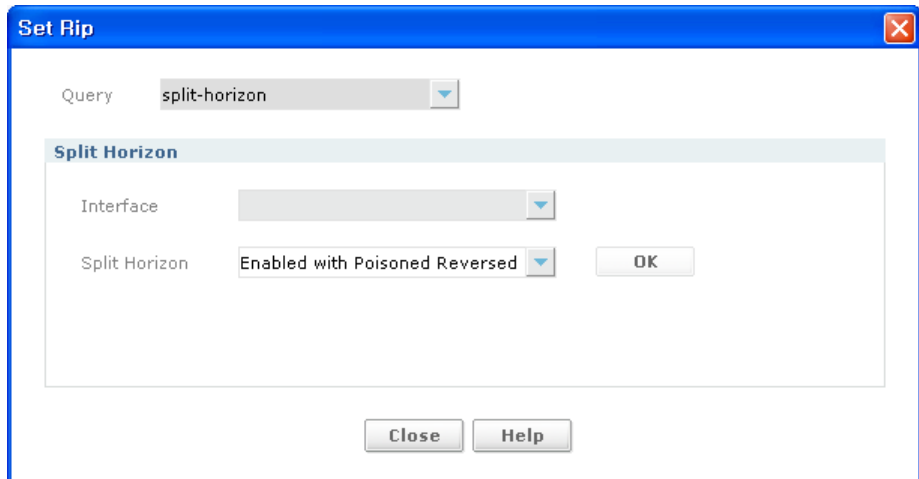 Set Rip
Query split-horizon
Split Horizon
Interface
Split Horizon Enabled with Poisoned Reversed OK
Close Help